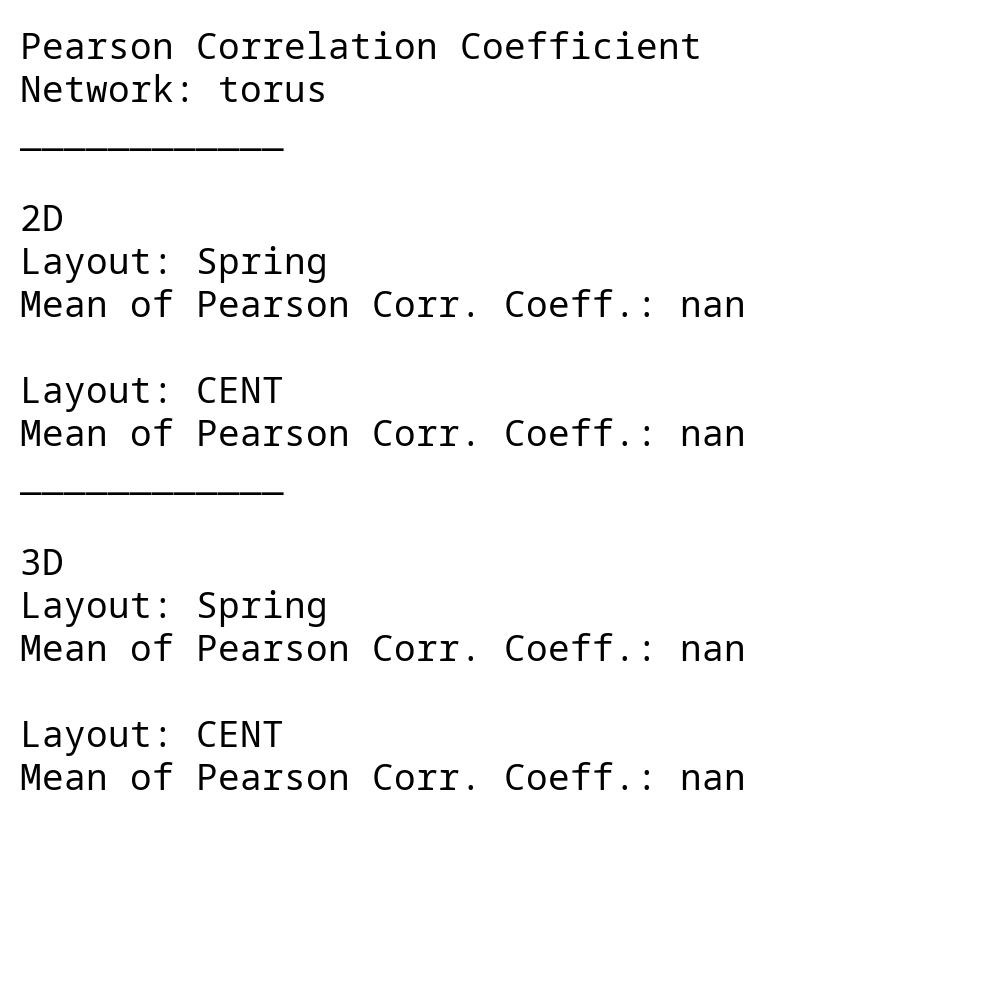 Pearson Correlation Coefficient
Network: torus
____________
2D
Layout: Spring
Mean of Pearson Corr. Coeff.: nan
Layout: CENT
Mean of Pearson Corr. Coeff.: nan
____________
3D
Layout: Spring
Mean of Pearson Corr. Coeff.: nan
Layout: CENT
Mean of Pearson Corr. Coeff.: nan